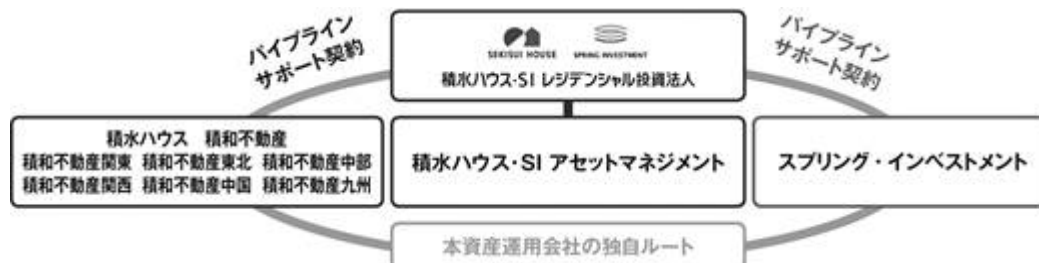 パイプライン
サポート契約
SEKISUI HOUSE SPRING INVESTMENT
積水ハウス・SI レジデンシャル投資法人
パイプライン
サポート契約
積水ハウス 積和不動産
積和不動産関東 積和不動産東北 積和不動産中部
積和不動産関西 積和不動産中国 積和不動産九州
積水ハウス・SI アセットマネジメント
スプリング・インベストメント
本資産運用会社の独自ルート